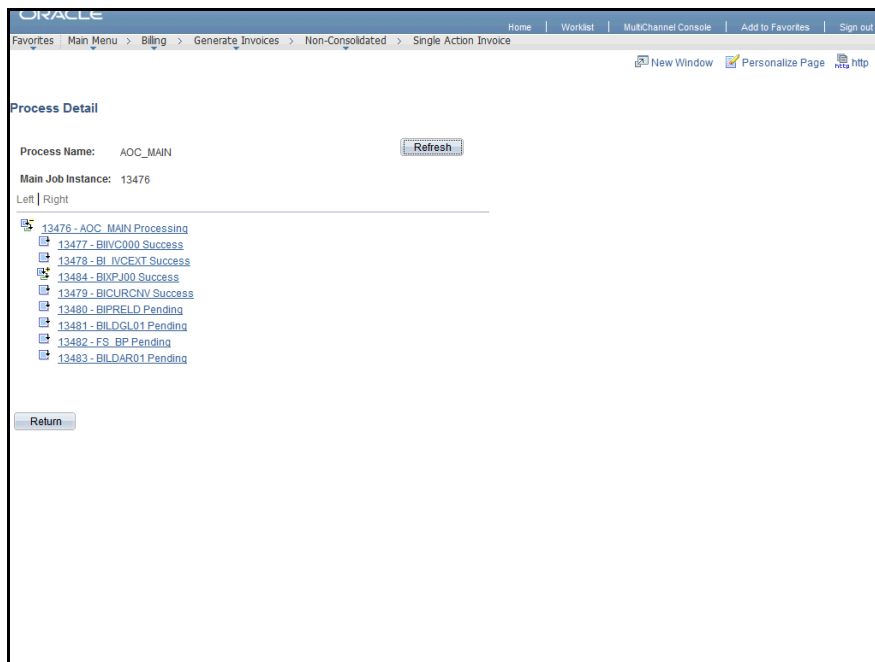 ORACLE
Home | Worklist | MultiChannel Console | Add to Favorites | Sign out
Favorites | Main Menu > Billing > Generate Invoices > Non-Consolidated > Single Action Invoice
New Window Personalize Page http
Process Detail
Process Name: AOC_MAIN Refresh
Main Job Instance: 13476
Left | Right
13476 - AOC_MAIN Processing
13477 - BIIVC000 Success
13478 - BI_IVCEXT Success
13484 - BIXPJ00 Success
13479 - BICURCNV Success
13480 - BIPRELD Pending
13481 - BILDGL01 Pending
13482 - FS_BP Pending
13483 - BILDAR01 Pending
Return